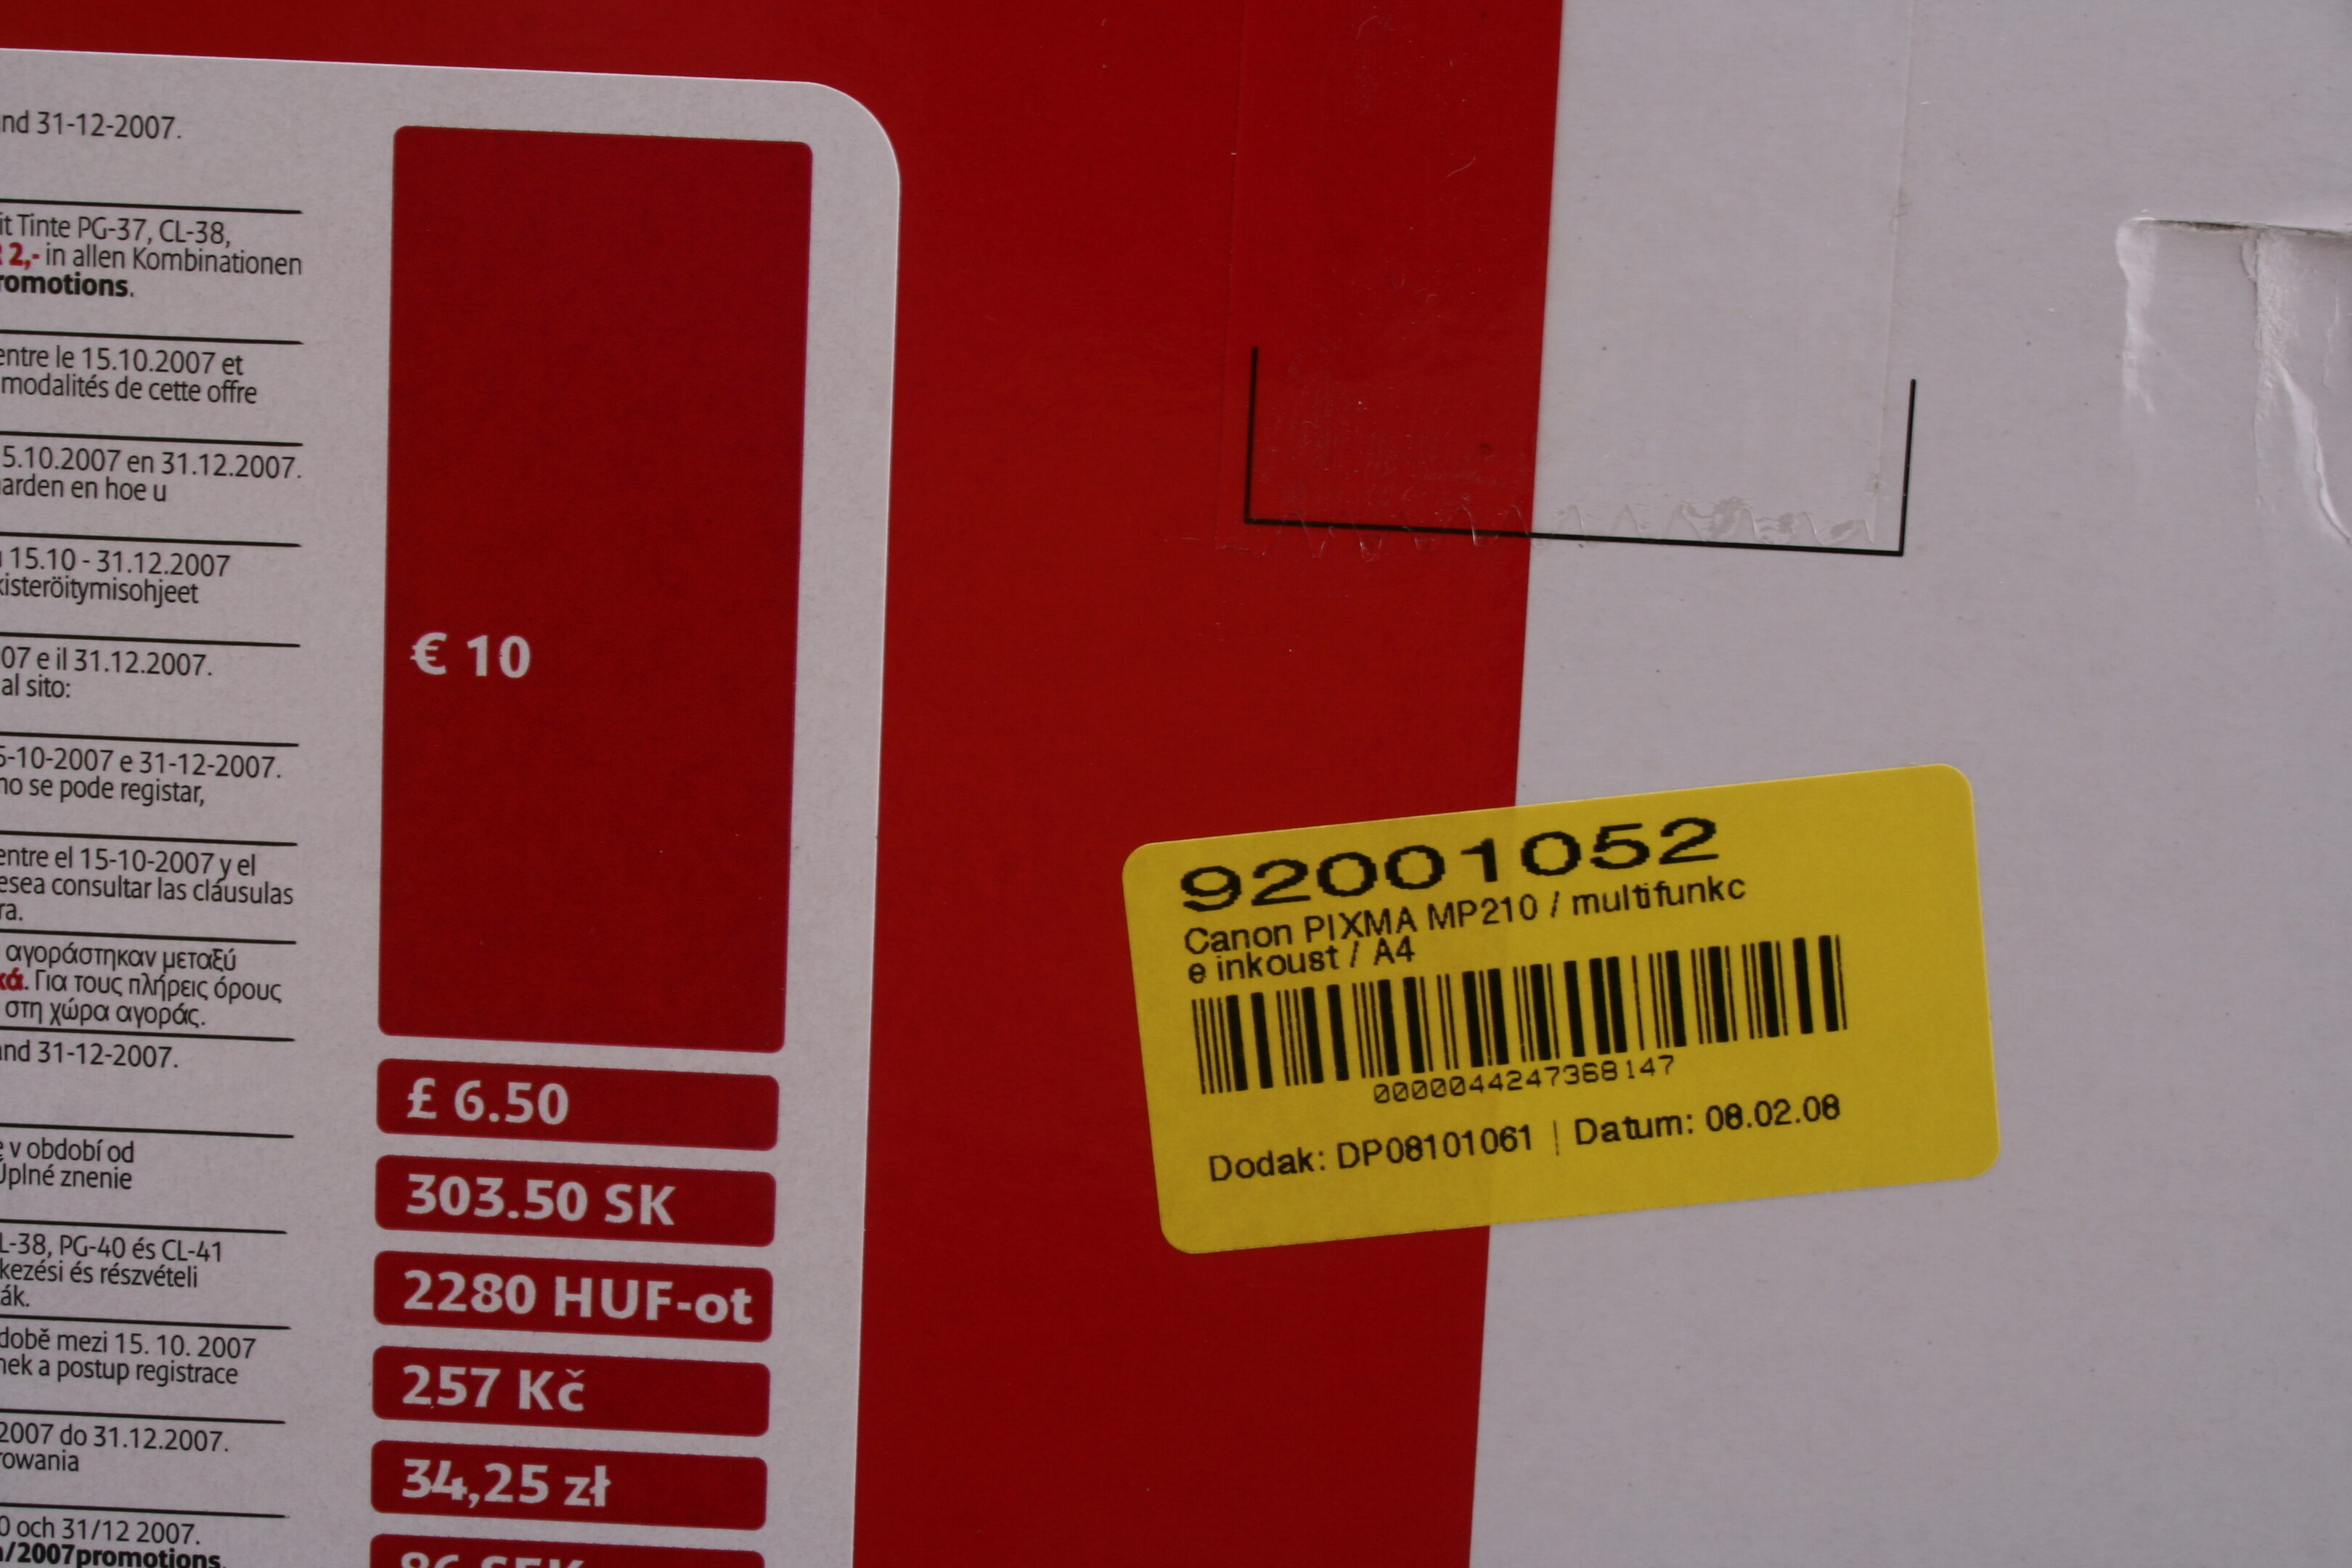 nd 31-12-2007.
it Tinte PG-37, CL-38,
2,- in allen Kombinationen
romotions.
entre le 15.10.2007 et
modalités de cette offre
5.10.2007 en 31.12.2007.
arden en hoe u
15.10 - 31.12.2007
kisteröitymisohjeet
07 e il 31.12.2007.
al sito:
5-10-2007 e 31-12-2007.
no se pode registar,
entre el 15-10-2007 y el
esea consultar las cláusulas
ra.
αγοράστηκαν μεταξύ
κά. Για τους πλήρεις όρους
στη χώρα αγοράς.
and 31-12-2007.
e v období od
Úplné znenie
L-38, PG-40 és CL-41
kezési és részvételi
ák.
době mezi 15. 10. 2007
nek a postup registrace
2007 do 31.12.2007.
rowania
0 och 31/12 2007.
/2007promotions.
€ 10
£ 6.50
303.50 SK
2280 HUF-ot
257 Kč
34,25 zł
86 SEK
92001052
Canon PIXMA MP210 / multifunkc
e inkoust / A4
0000044247368147
Dodak: DP08101061 | Datum: 08.02.08